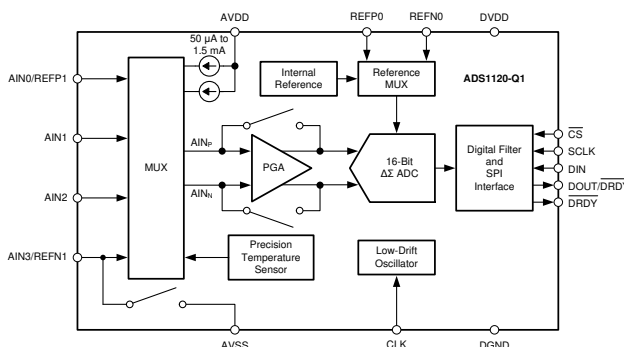 AVDD
REFP0 REFN0
DVDD
50 µA to
1.5 mA
AIN0/REFP1
AIN1
AIN2
AIN3/REFN1
MUX
Internal
Reference
Reference
MUX
ADS1120-Q1
AINP
AINN
PGA
16-Bit
ΔΣ ADC
Digital Filter
and
SPI
Interface
CS
SCLK
DIN
DOUT/DRDY
DRDY
Precision
Temperature
Sensor
Low-Drift
Oscillator
AVSS
CLK
DGND